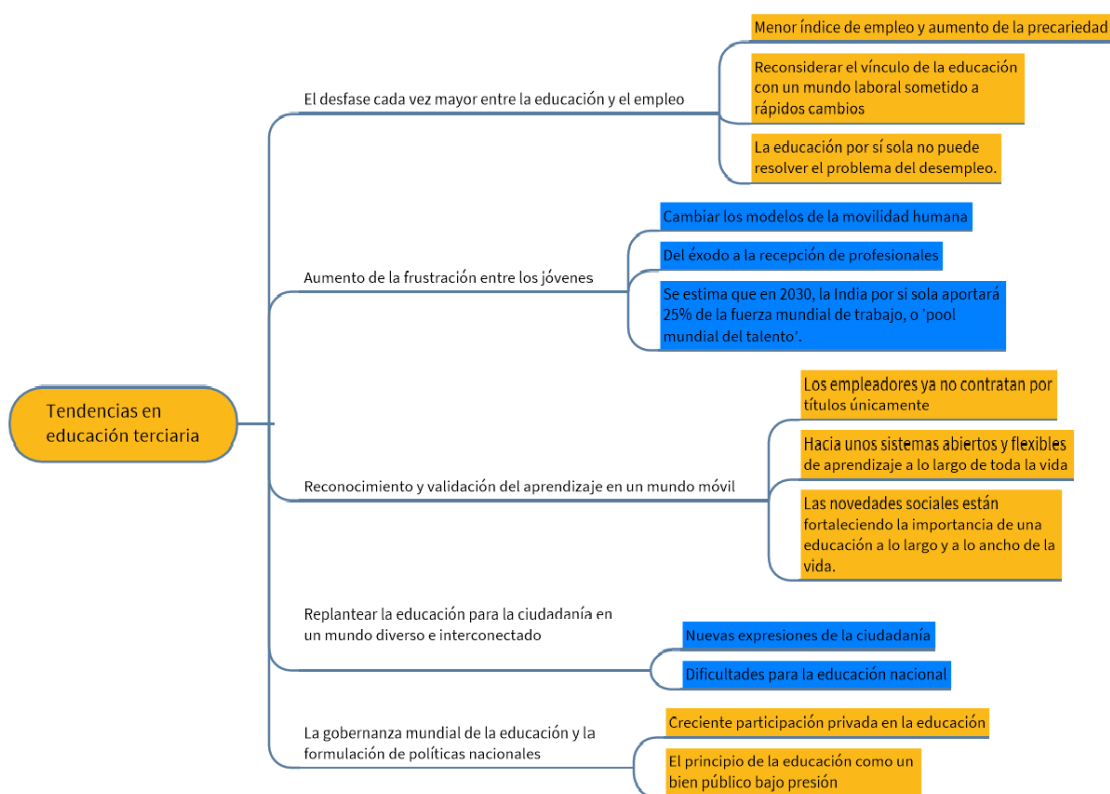 Tendencias en
educación terciaria
El desfase cada vez mayor entre la educación y el empleo
Menor índice de empleo y aumento de la precariedad
Reconsiderar el vínculo de la educación
con un mundo laboral sometido a
rápidos cambios
La educación por sí sola no puede
resolver el problema del desempleo.
Aumento de la frustración entre los jóvenes
Cambiar los modelos de la movilidad humana
Del éxodo a la recepción de profesionales
Se estima que en 2030, la India por si sola aportará
25% de la fuerza mundial de trabajo, o 'pool
mundial del talento'.
Reconocimiento y validación del aprendizaje en un mundo móvil
Los empleadores ya no contratan por
títulos únicamente
Hacia unos sistemas abiertos y flexibles
de aprendizaje a lo largo de toda la vida
Las novedades sociales están
fortaleciendo la importancia de una
educación a lo largo y a lo ancho de la
vida.
Replantear la educación para la ciudadanía en
un mundo diverso e interconectado
Nuevas expresiones de la ciudadanía
Dificultades para la educación nacional
La gobernanza mundial de la educación y la
formulación de políticas nacionales
Creciente participación privada en la educación
El principio de la educación como un
bien público bajo presión